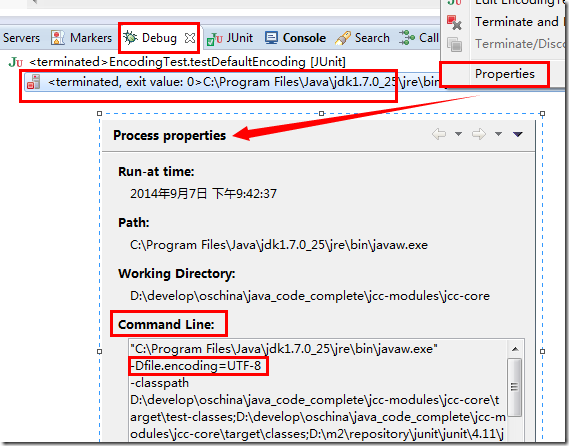 Edit EncodingTes
Terminate and
Terminate/Disco
Properties
Servers Markers Debug JUnit Console Search Call
<terminated>EncodingTest.testDefaultEncoding [JUnit]
<terminated, exit value: 0>C:\Program Files\Java\jdk1.7.0_25\jre\bin\j
Process properties
Run-at time:
2014年9月7日 下午9:42:37
Path:
C:\Program Files\Java\jdk1.7.0_25\jre\bin\javaw.exe
Working Directory:
D:\develop\oschina\java_code_complete\jcc-modules\jcc-core
Command Line:
"C:\Program Files\Java\jdk1.7.0_25\jre\bin\javaw.exe"
-Dfile.encoding=UTF-8
-classpath
D:\develop\oschina\java_code_complete\jcc-modules\jcc-core\t
arget\test-classes;D:\develop\oschina\java_code_complete\jcc-m
odules\jcc-core\target\classes;D:\m2\repository\junit\junit\4.11\j